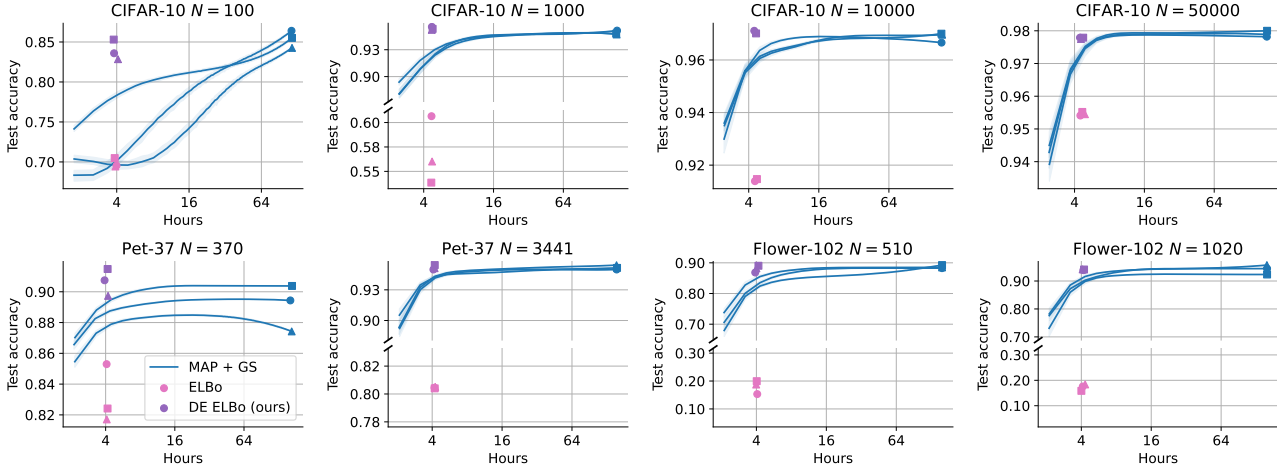 CIFAR-10 N = 100
CIFAR-10 N = 1000
CIFAR-10 N = 10000
CIFAR-10 N = 50000
Test accuracy
0.85
0.80
0.75
0.70
4
16
64
Hours
Test accuracy
0.93
0.90
0.60
0.55
4
16
64
Hours
Test accuracy
0.96
0.94
0.92
4
16
64
Hours
Test accuracy
0.98
0.97
0.96
0.95
0.94
4
16
64
Hours
Pet-37 N = 370
Pet-37 N = 3441
Flower-102 N = 510
Flower-102 N = 1020
Test accuracy
0.90
0.88
0.86
0.84
0.82
4
16
64
Hours
MAP + GS
ELBo
DE ELBo (ours)
Test accuracy
0.93
0.90
0.82
0.80
0.78
4
16
64
Hours
Test accuracy
0.90
0.80
0.70
0.30
0.20
0.10
4
16
64
Hours
Test accuracy
0.90
0.80
0.70
0.30
0.20
0.10
4
16
64
Hours